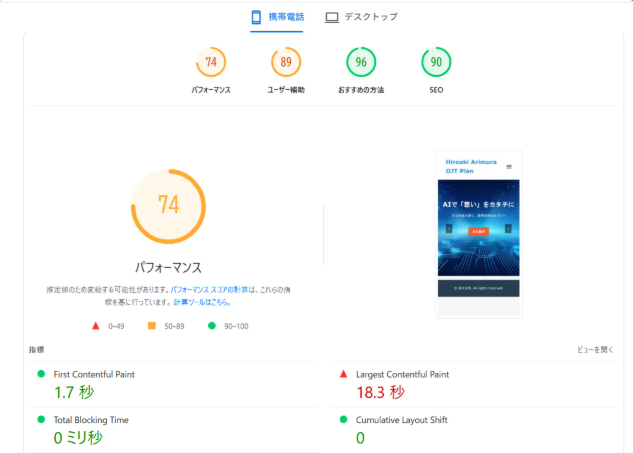 携帯電話
デスクトップ
74
89
96
90
パフォーマンス
ユーザー補助
おすすめの方法
SEO
74
パフォーマンス
推定値のため変動する可能性があります。パフォーマンス スコアの計算は、これらの指
標を基に行っています。計算ツールはこちら。
0–49
50–89
90–100
Hiroaki Arimura
OJT Plan
AIで「想い」をカタチに
All rights reserved.
指標
ビューを開く
First Contentful Paint
1.7 秒
Largest Contentful Paint
18.3 秒
Total Blocking Time
0 ミリ秒
Cumulative Layout Shift
0